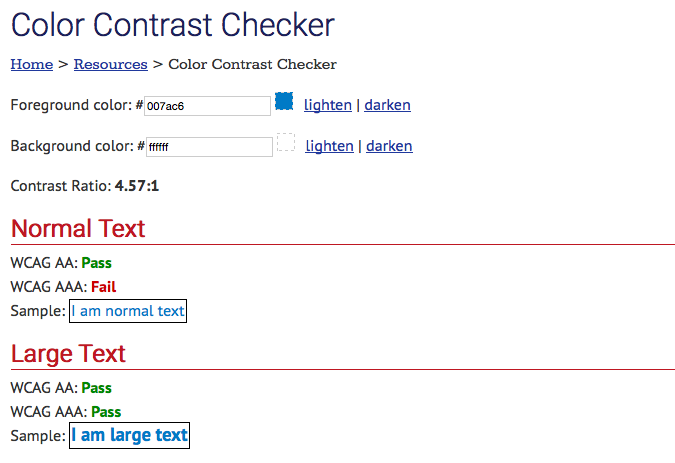 Color Contrast Checker
Home > Resources > Color Contrast Checker
Foreground color: #007ac6 lighten | darken
Background color: #ffffff lighten | darken
Contrast Ratio: 4.57:1
Normal Text
WCAG AA: Pass
WCAG AAA: Fail
Sample: I am normal text
Large Text
WCAG AA: Pass
WCAG AAA: Pass
Sample: I am large text